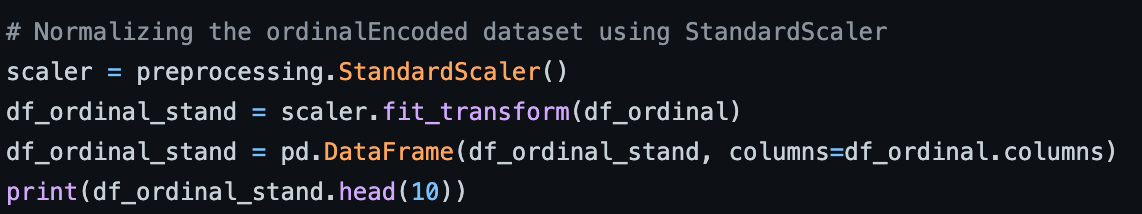 # Normalizing the ordinalEncoded dataset using StandardScaler
scaler = preprocessing.StandardScaler()
df_ordinal_stand = scaler.fit_transform(df_ordinal)
df_ordinal_stand = pd.DataFrame(df_ordinal_stand, columns=df_ordinal.columns)
print(df_ordinal_stand.head(10))